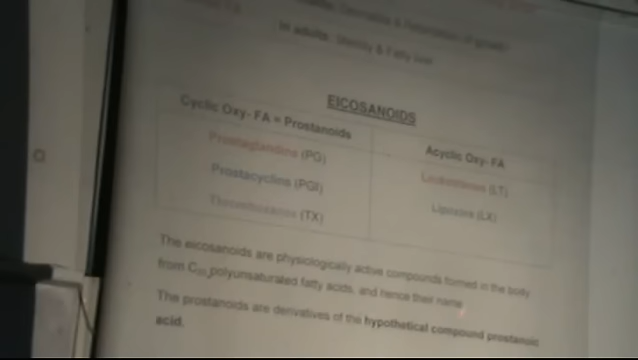 In adults: Obesity & Fatty liver
EICOSANOIDS
Cyclic Oxy- FA = Prostanoids
Acyclic Oxy- FA
Prostaglandins (PG)
Leukotrienes (LT)
Prostacyclins (PGI)
Lipoxins (LX)
Thromboxanes (TX)
The eicosanoids are physiologically active compounds formed in the body
from C20 polyunsaturated fatty acids, and hence their name
The prostanoids are derivatives of the hypothetical compound prostanoic
acid.